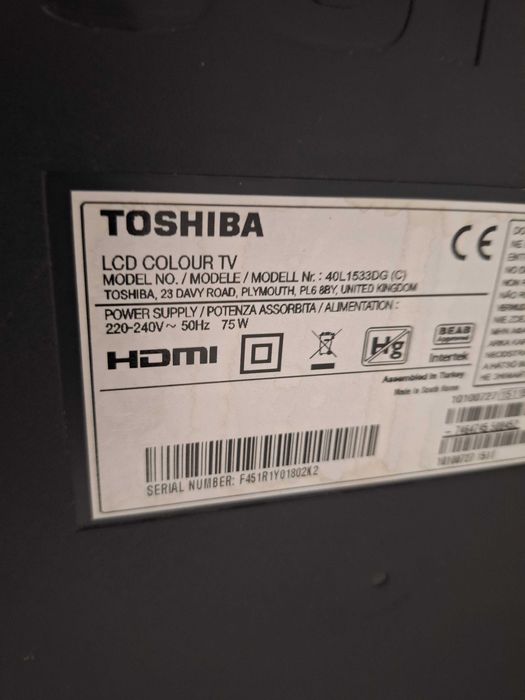 TOSHIBA
LCD COLOUR TV
MODEL NO. / MODELE / MODELL Nr. : 40L1533DG (C)
TOSHIBA, 23 DAVY ROAD, PLYMOUTH, PL6 8BY, UNITED KINGDOM
POWER SUPPLY / POTENZA ASSORBITA / ALIMENTATION :
220-240V~ 50Hz 75W
HDMI
Hg
BEAB
Approved
Intertek
CE
Assembled in Turkey
Made in South Korea
10100727
SERIAL NUMBER: F451R1Y01802K2